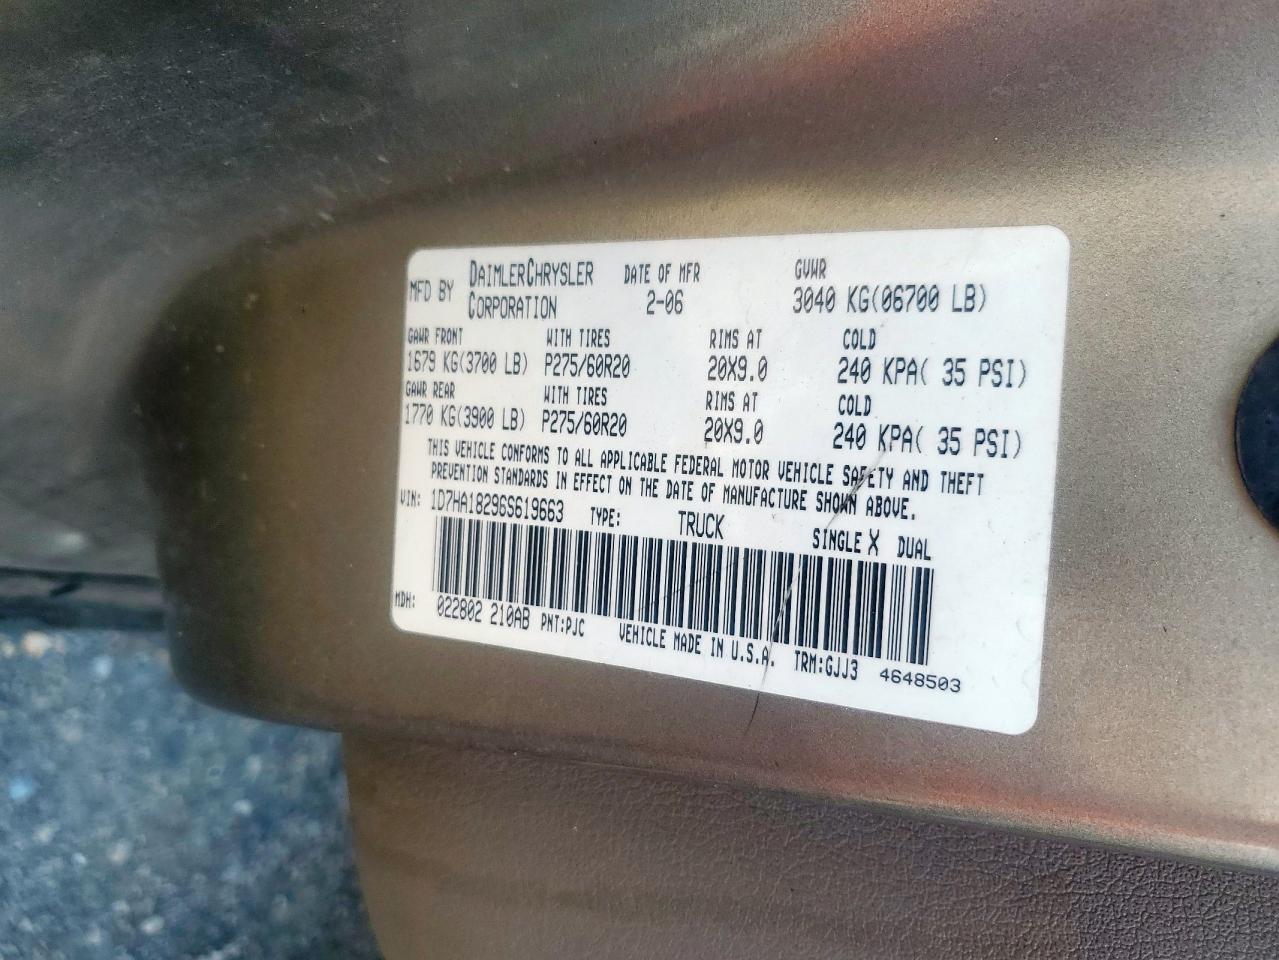 MFD BY DAIMLERCHRYSLER CORPORATION DATE OF MFR 2-06 GVWR 3040 KG(06700 LB)
GAWR FRONT WITH TIRES RIMS AT COLD
1679 KG(3700 LB) P275/60R20 20X9.0 240 KPA( 35 PSI)
GAWR REAR WITH TIRES RIMS AT COLD
1770 KG(3900 LB) P275/60R20 20X9.0 240 KPA( 35 PSI)
THIS VEHICLE CONFORMS TO ALL APPLICABLE FEDERAL MOTOR VEHICLE SAFETY AND THEFT
PREVENTION STANDARDS IN EFFECT ON THE DATE OF MANUFACTURE SHOWN ABOVE.
VIN: 1D7HA18296S619663 TYPE: TRUCK SINGLE X DUAL
MDH: 022802 210AB PNT:PJC VEHICLE MADE IN U.S.A. TRM:GJJ3 4648503